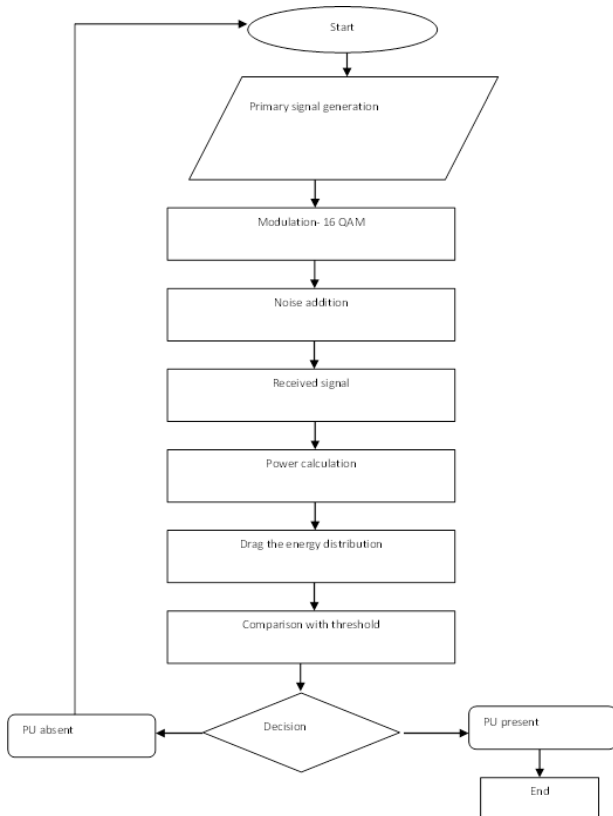 Start
Primary signal generation
Modulation- 16 QAM
Noise addition
Received signal
Power calculation
Drag the energy distribution
Comparison with threshold
Decision
PU absent
PU present
End